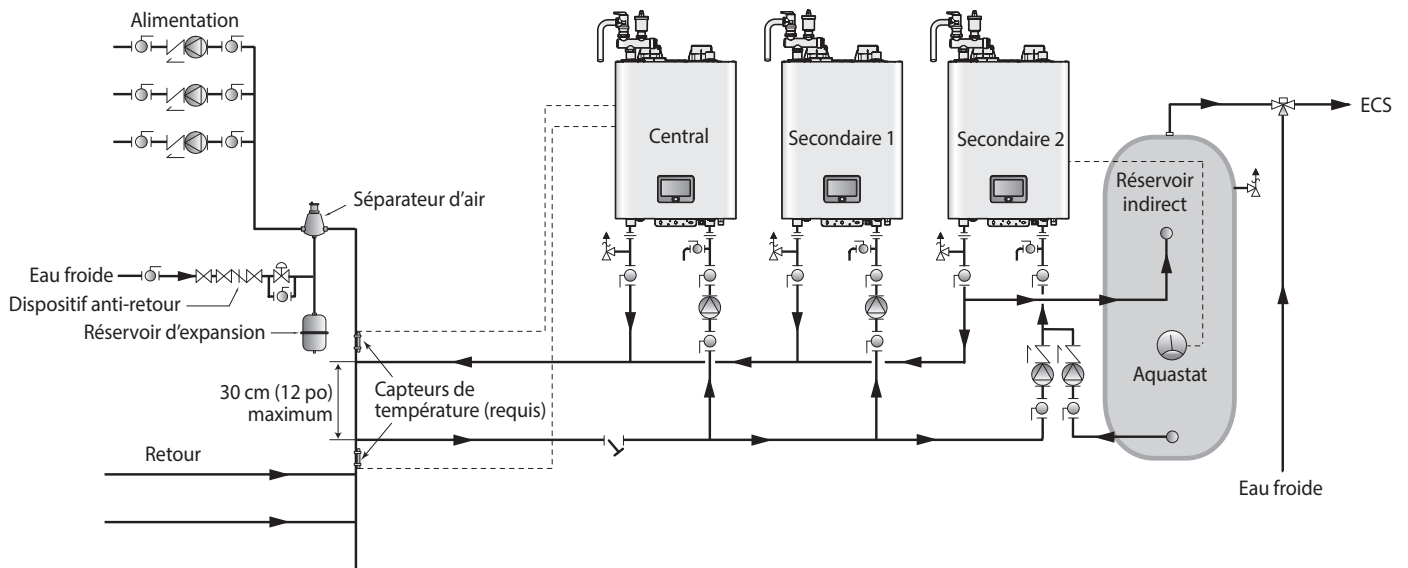 Alimentation
Central
Secondaire 1
Secondaire 2
ECS
Réservoir
indirect
Séparateur d'air
Eau froide
Dispositif anti-retour
Réservoir d'expansion
Aquastat
30 cm (12 po)
maximum
Capteurs de
température (requis)
Retour
Eau froide